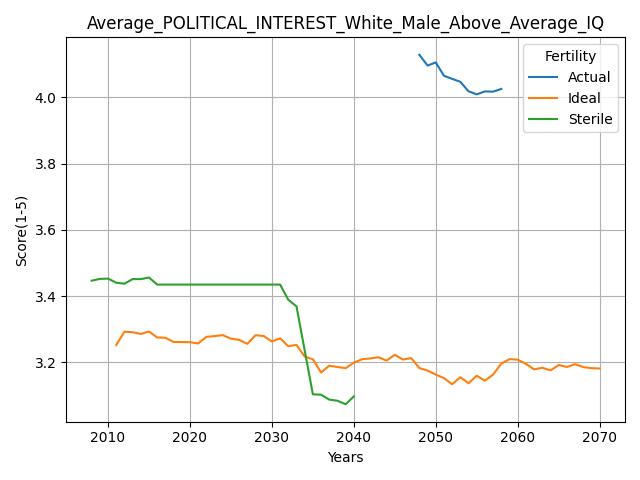 Average_POLITICAL_INTEREST_White_Male_Above_Average_IQ
Fertility
Actual
Ideal
Sterile
Score(1-5)
4.0
3.8
3.6
3.4
3.2
2010 2020 2030 2040 2050 2060 2070
Years